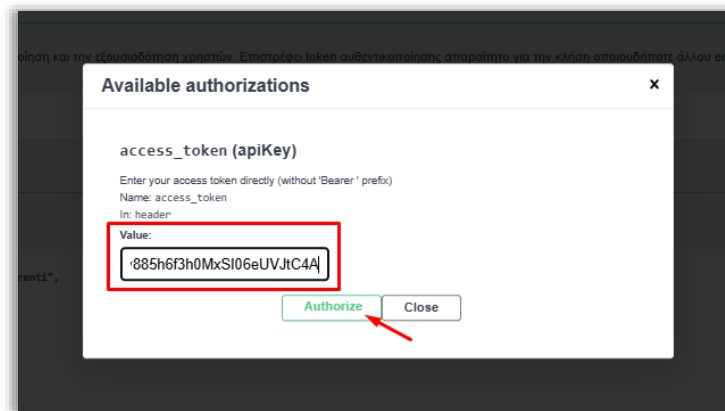 οίηση και την εξουσιοδότηση χρηστών. Επιστρέφει token αυθεντικοποίησης απαραίτητο για την κλήση οποιουδήποτε άλλου en
Available authorizations
x
access_token (apiKey)
Enter your access token directly (without 'Bearer ' prefix)
Name: access_token
In: header
Value:
885h6f3h0MxSI06eUVJtC4A
renti",
Authorize Close